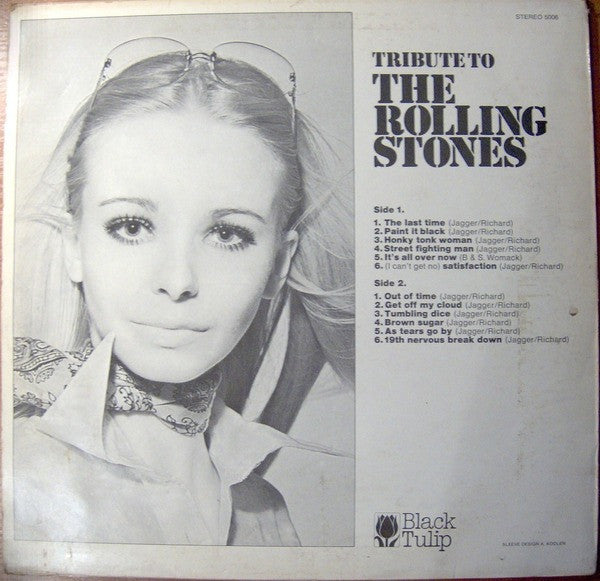 STEREO 5006
TRIBUTE TO
THE
ROLLING
STONES
Side 1.
1. The last time (Jagger/Richard)
2. Paint it black (Jagger/Richard)
3. Honky tonk woman (Jagger/Richard)
4. Street fighting man (Jagger/Richard)
5. It's all over now (B & S. Womack)
6. (I can't get no) satisfaction (Jagger/Richard)
Side 2.
1. Out of time (Jagger/Richard)
2. Get off my cloud (Jagger/Richard)
3. Tumbling dice (Jagger/Richard)
4. Brown sugar (Jagger/Richard)
5. As tears go by (Jagger/Richard)
6. 19th nervous break down (Jagger/Richard)
Black
Tulip
SLEEVE DESIGN